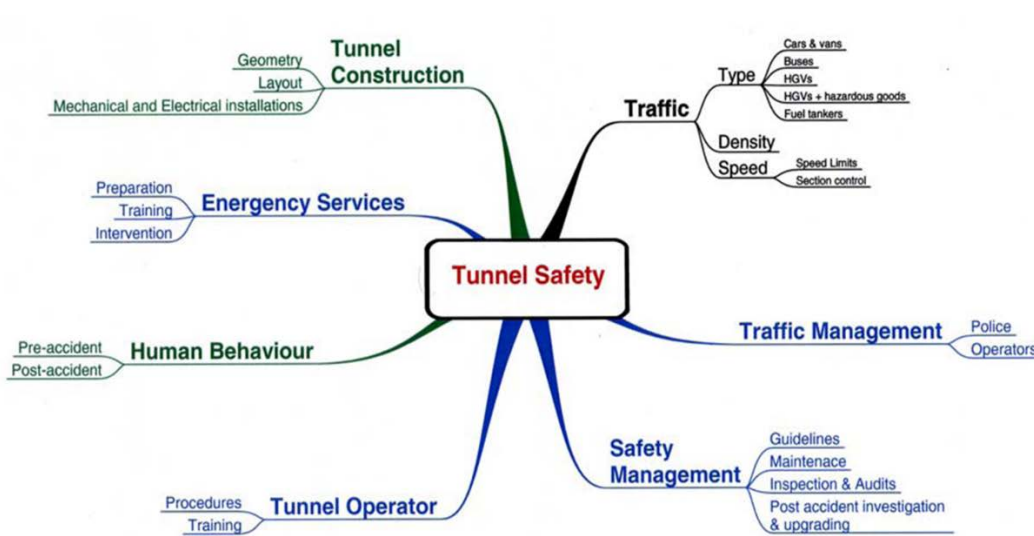 Tunnel
Construction
Geometry
Layout
Mechanical and Electrical installations
Traffic
Type
Cars & vans
Buses
HGVs
HGVs + hazardous goods
Fuel tankers
Density
Speed
Speed Limits
Section control
Energency Services
Preparation
Training
Intervention
Tunnel Safety
Human Behaviour
Pre-accident
Post-accident
Traffic Management
Police
Operators
Tunnel Operator
Procedures
Training
Safety
Management
Guidelines
Maintenace
Inspection & Audits
Post accident investigation
& upgrading